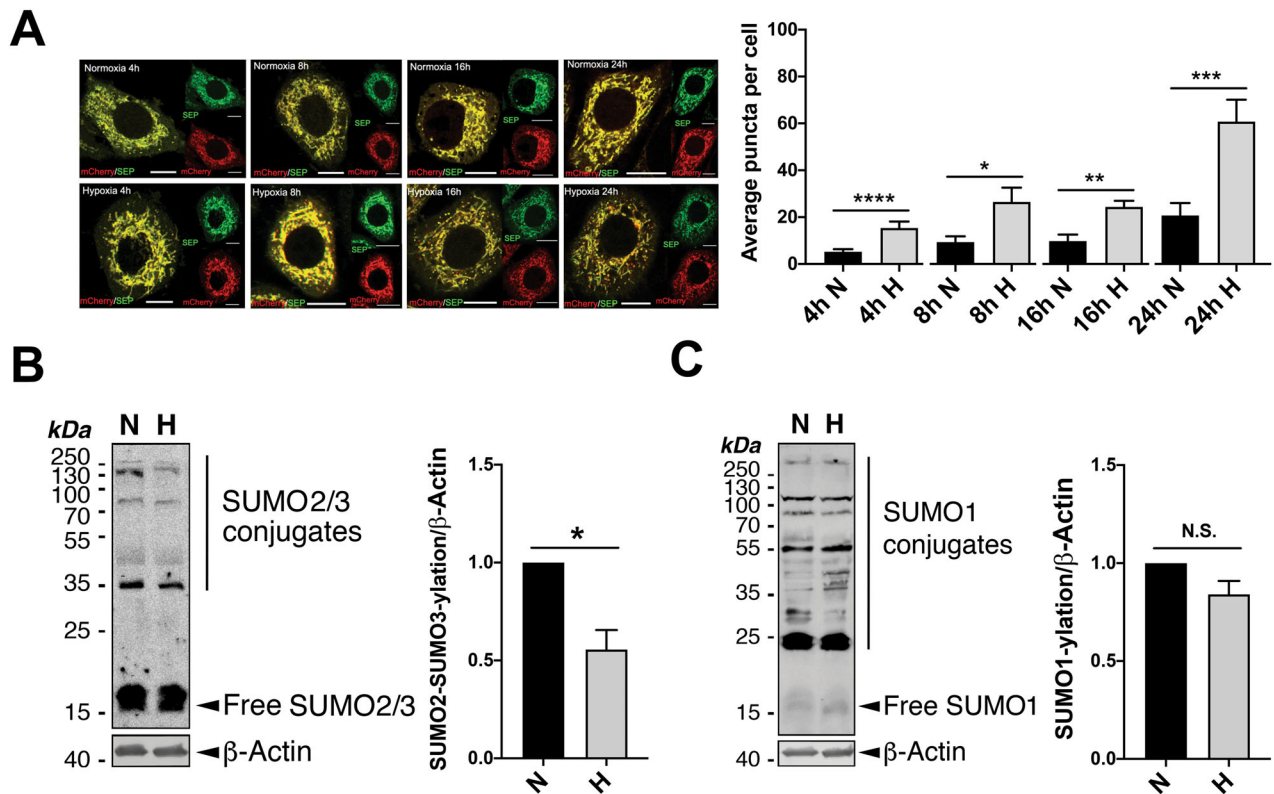 A
Normoxia 4h
SEP
mCherry/SEP
mCherry
Normoxia 8h
SEP
mCherry/SEP
mCherry
Normoxia 16h
SEP
mCherry/SEP
mCherry
Normoxia 24h
SEP
mCherry/SEP
mCherry
Hypoxia 4h
SEP
mCherry/SEP
mCherry
Hypoxia 8h
SEP
mCherry/SEP
mCherry
Hypoxia 16h
SEP
mCherry/SEP
mCherry
Hypoxia 24h
SEP
mCherry/SEP
mCherry
Average puncta per cell
100
80
60
40
20
0
****
*
**
***
4h N
4h H
8h N
8h H
16h N
16h H
24h N
24h H
B
kDa
N H
250 -
130 -
100 -
70 -
55 -
35 -
25 -
15 -
40 -
SUMO2/3
conjugates
Free SUMO2/3
β-Actin
SUMO2-SUMO3-ylation/β-Actin
1.5
1.0
0.5
0.0
*
N
H
C
kDa
N H
250 -
130 -
100 -
70 -
55 -
35 -
25 -
15 -
40 -
SUMO1
conjugates
Free SUMO1
β-Actin
SUMO1-ylation/β-Actin
1.5
1.0
0.5
0.0
N.S.
N
H